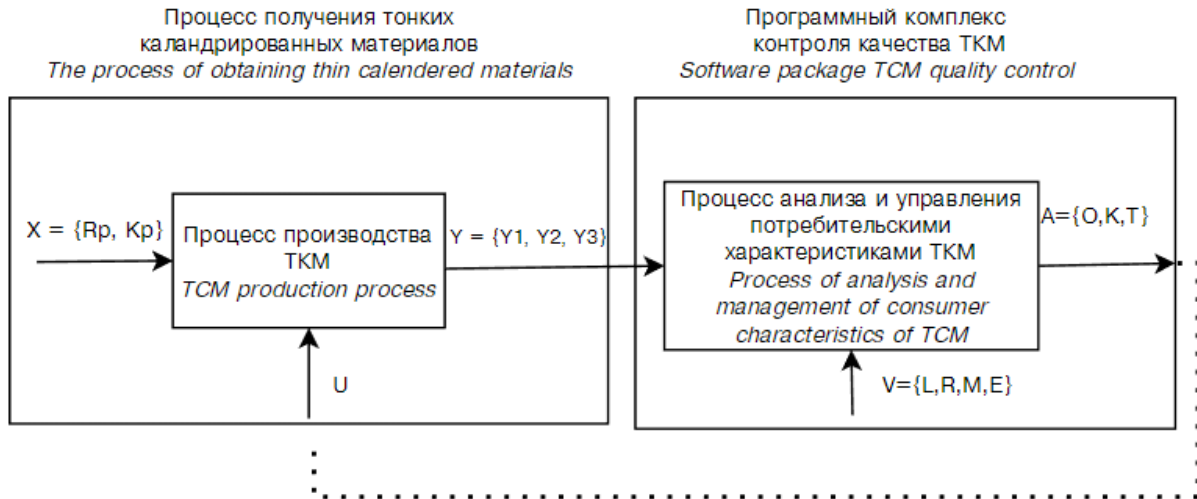 Процесс получения тонких
каландрированных материалов
The process of obtaining thin calendered materials
Программный комплекс
контроля качества ТКМ
Software package TCM quality control
X = {Rp, Kp}
Процесс производства
ТКМ
TCM production process
Y = {Y1, Y2, Y3}
U
Процесс анализа и управления
потребительскими
характеристиками ТКМ
Process of analysis and
management of consumer
characteristics of TCM
A={O,K,T}
V={L,R,M,E}